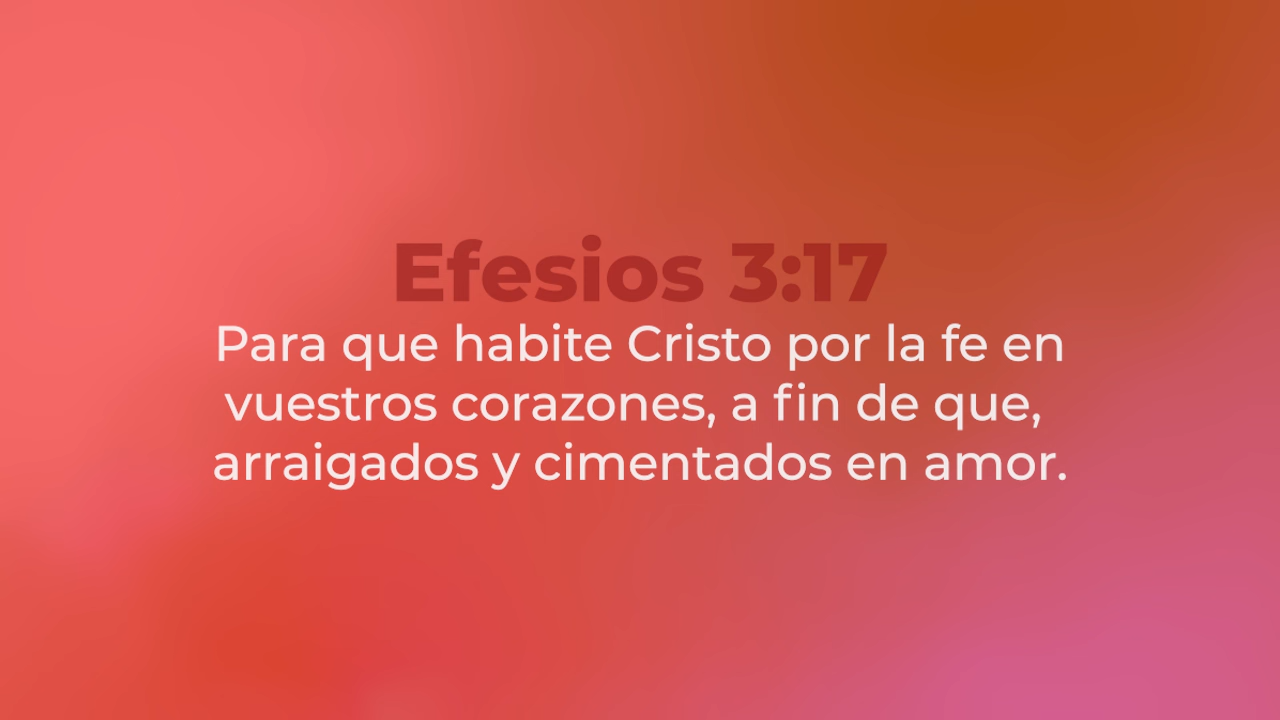 Efesios 3:17
Para que habite Cristo por la fe en
vuestros corazones, a fin de que,
arraigados y cimentados en amor.